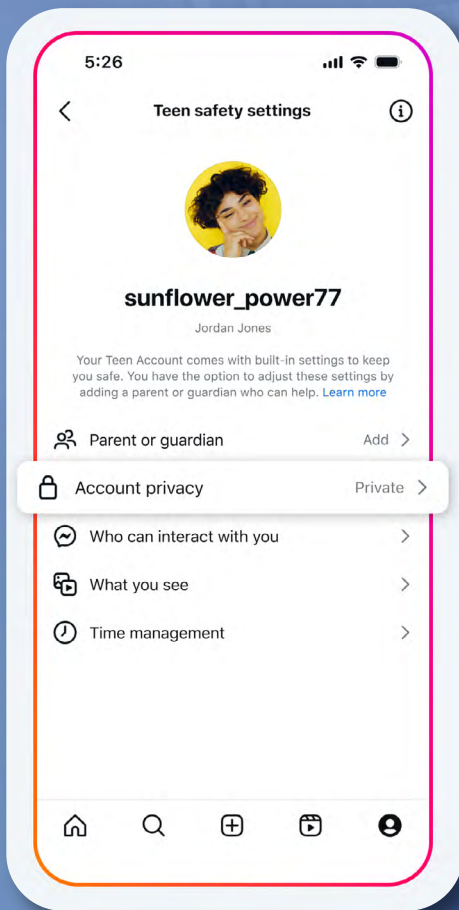 5:26
Teen safety settings
sunflower_power77
Jordan Jones
Your Teen Account comes with built-in settings to keep
you safe. You have the option to adjust these settings by
adding a parent or guardian who can help. Learn more
Parent or guardian Add
Account privacy Private
Who can interact with you
What you see
Time management